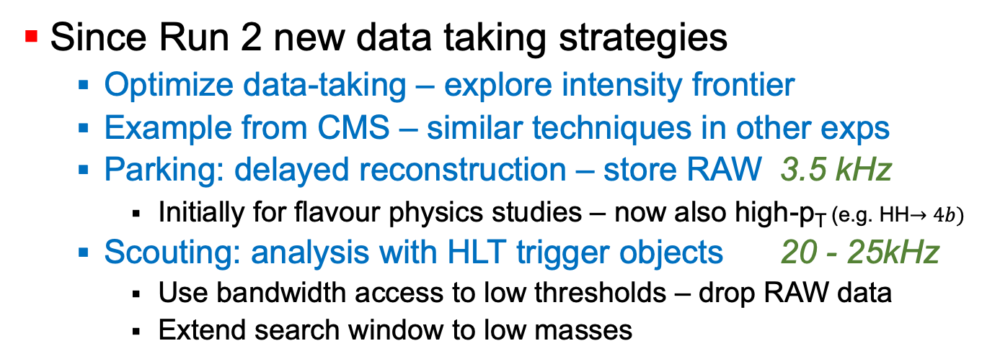 Since Run 2 new data taking strategies
Optimize data-taking – explore intensity frontier
Example from CMS – similar techniques in other exps
Parking: delayed reconstruction – store RAW 3.5 kHz
Initially for flavour physics studies – now also high-pT (e.g. HH→ 4b)
Scouting: analysis with HLT trigger objects 20 - 25kHz
Use bandwidth access to low thresholds – drop RAW data
Extend search window to low masses